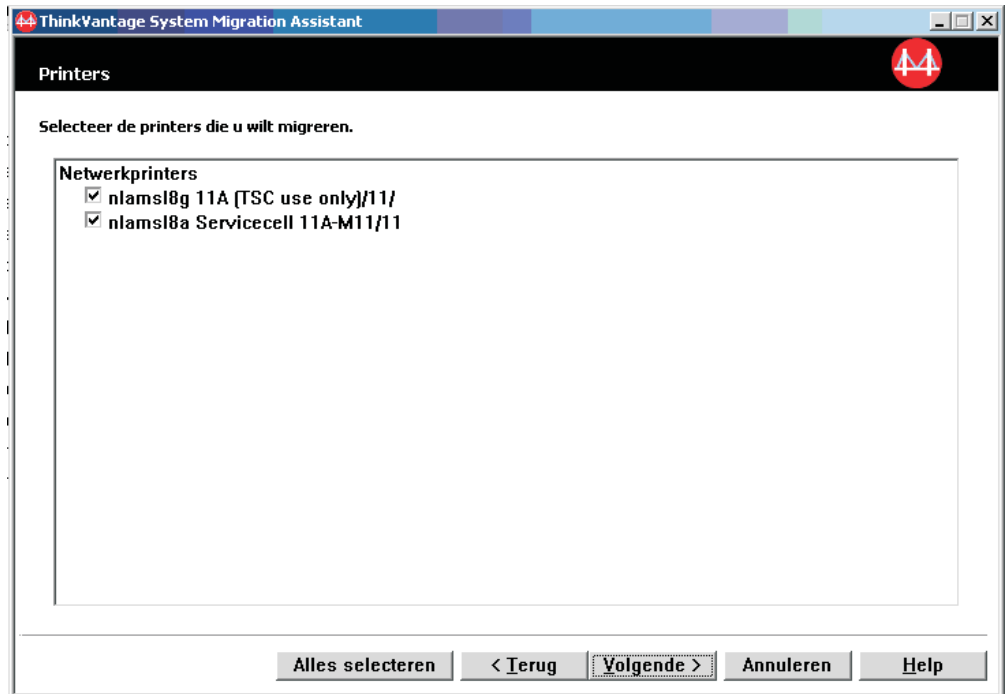 ThinkVantage System Migration Assistant
Printers
Selecteer de printers die u wilt migreren.
Netwerkprinters
nlamsl8g 11A (TSC use only)/11/
nlamsl8a Servicecell 11A-M11/11
Alles selecteren
< Terug
Volgende >
Annuleren
Help